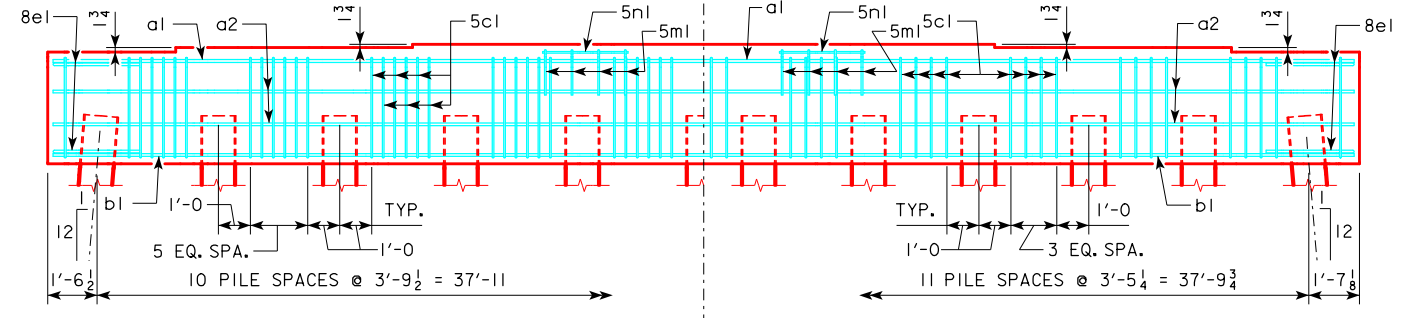 8e1 1¾ a1 a2 1¾ 5c1 5n1 5m1 a1 5n1 5m1 5c1 1¾ a2 1¾ 8e1
12 b1 1'-0 TYP. TYP. 1'-0 b1 12
5 EQ. SPA. 1'-0 1'-0 3 EQ. SPA.
1'-6½ 10 PILE SPACES @ 3'-9½ = 37'-11 11 PILE SPACES @ 3'-5¼ = 37'-9¾ 1'-7⅛